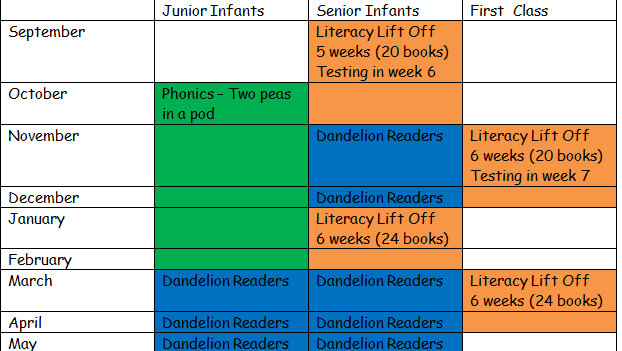 Junior Infants Senior Infants First Class
September Literacy Lift Off
5 weeks (20 books)
Testing in week 6
October Phonics – Two peas
in a pod
November Dandelion Readers Literacy Lift Off
6 weeks (20 books)
Testing in week 7
December Dandelion Readers
January Literacy Lift Off
6 weeks (24 books)
February
March Dandelion Readers Dandelion Readers Literacy Lift Off
6 weeks (24 books)
April Dandelion Readers Dandelion Readers
May Dandelion Readers Dandelion Readers